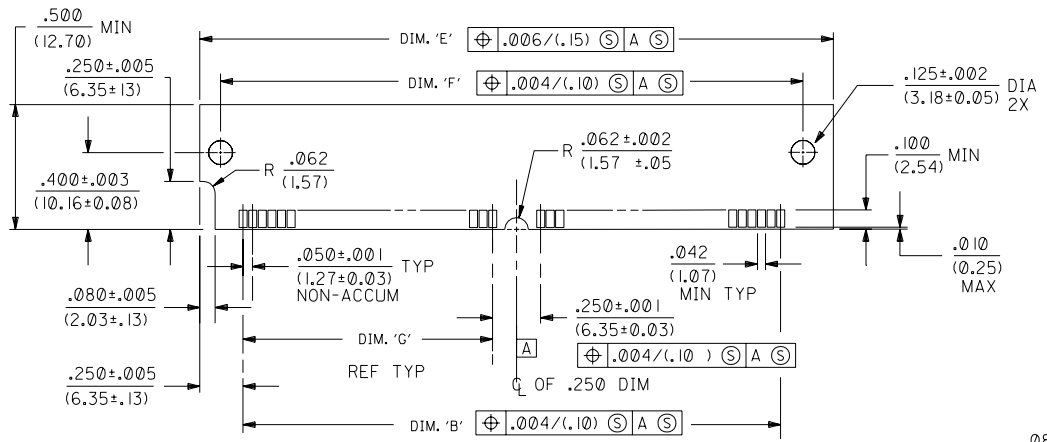 .500
(12.70)
MIN
DIM. 'E' ⌖ .006/(.15) Ⓢ A Ⓢ
.250±.005
(6.35±13)
DIM. 'F' ⌖ .004/(.10) Ⓢ A Ⓢ
.125±.002
(3.18±0.05)
DIA
2X
R .062
(1.57)
R .062±.002
(1.57 ±.05
.100
(2.54)
MIN
.400±.003
(10.16±0.08)
.050±.001
(1.27±0.03)
TYP
NON-ACCUM
.042
(1.07)
MIN TYP
.010
(0.25)
MAX
.080±.005
(2.03±.13)
.250±.001
(6.35±0.03)
DIM. 'G'
REF TYP
A
⌖ .004/(.10 ) Ⓢ A Ⓢ
.250±.005
(6.35±.13)
℄ OF .250 DIM
DIM. 'B' ⌖ .004/(.10) Ⓢ A Ⓢ